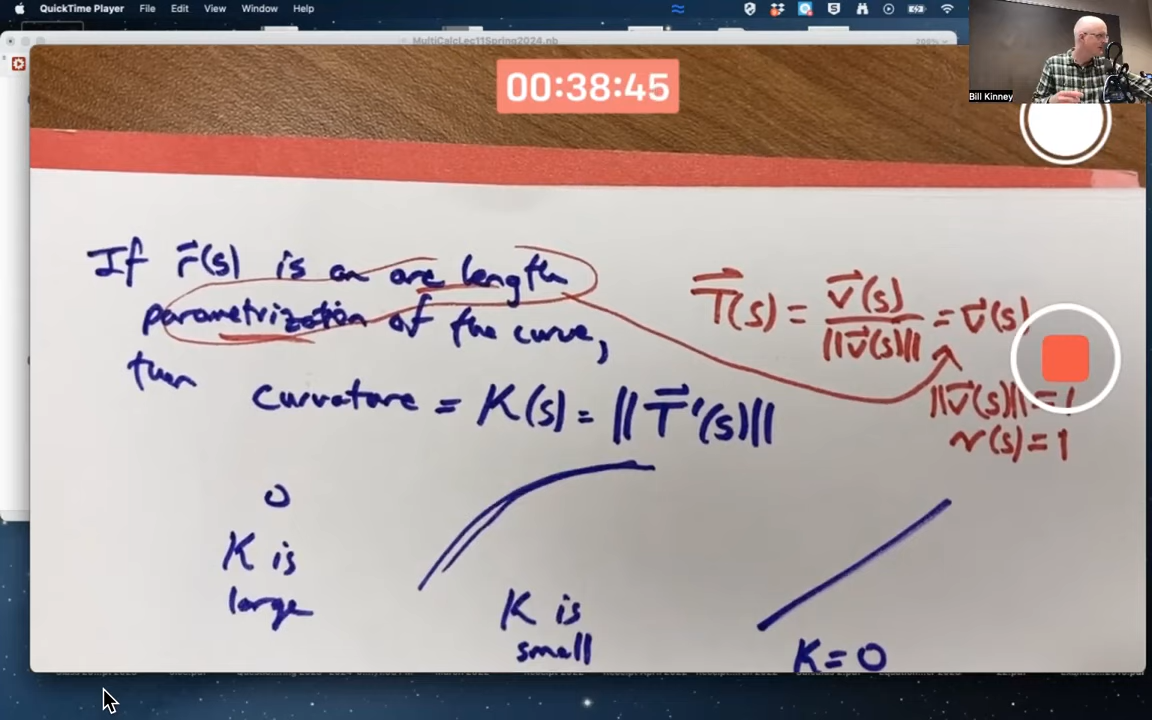 QuickTime Player File Edit View Window Help
MultiCalcLec11Spring2024.nb
200%
00:38:45
Bill Kinney
If r⃗(s) is an arc length
parametrization of the curve,
then curvature = K(s) = ||T⃗'(s)||
T⃗(s) = v⃗(s) / ||v⃗(s)|| = v⃗(s)
||v⃗(s)|| = 1
v(s) = 1
K is
large
K is
small
K = 0